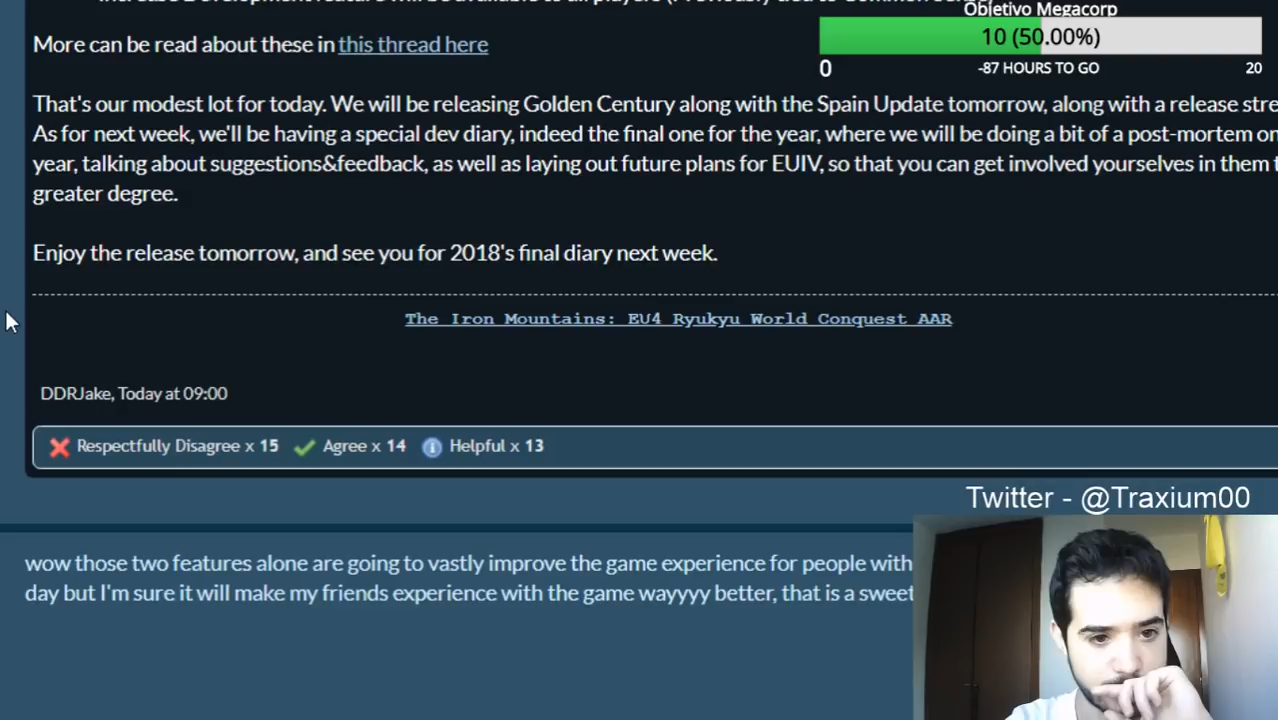 Objetivo Megacorp
10 (50.00%)
0 -87 HOURS TO GO 20
More can be read about these in this thread here
That's our modest lot for today. We will be releasing Golden Century along with the Spain Update tomorrow, along with a release stre
As for next week, we'll be having a special dev diary, indeed the final one for the year, where we will be doing a bit of a post-mortem on
year, talking about suggestions&feedback, as well as laying out future plans for EUIV, so that you can get involved yourselves in them t
greater degree.
Enjoy the release tomorrow, and see you for 2018's final diary next week.
The Iron Mountains: EU4 Ryukyu World Conquest AAR
DDRJake, Today at 09:00
Respectfully Disagree x 15 Agree x 14 Helpful x 13
Twitter - @Traxium00
wow those two features alone are going to vastly improve the game experience for people with
day but I'm sure it will make my friends experience with the game wayyyy better, that is a sweet